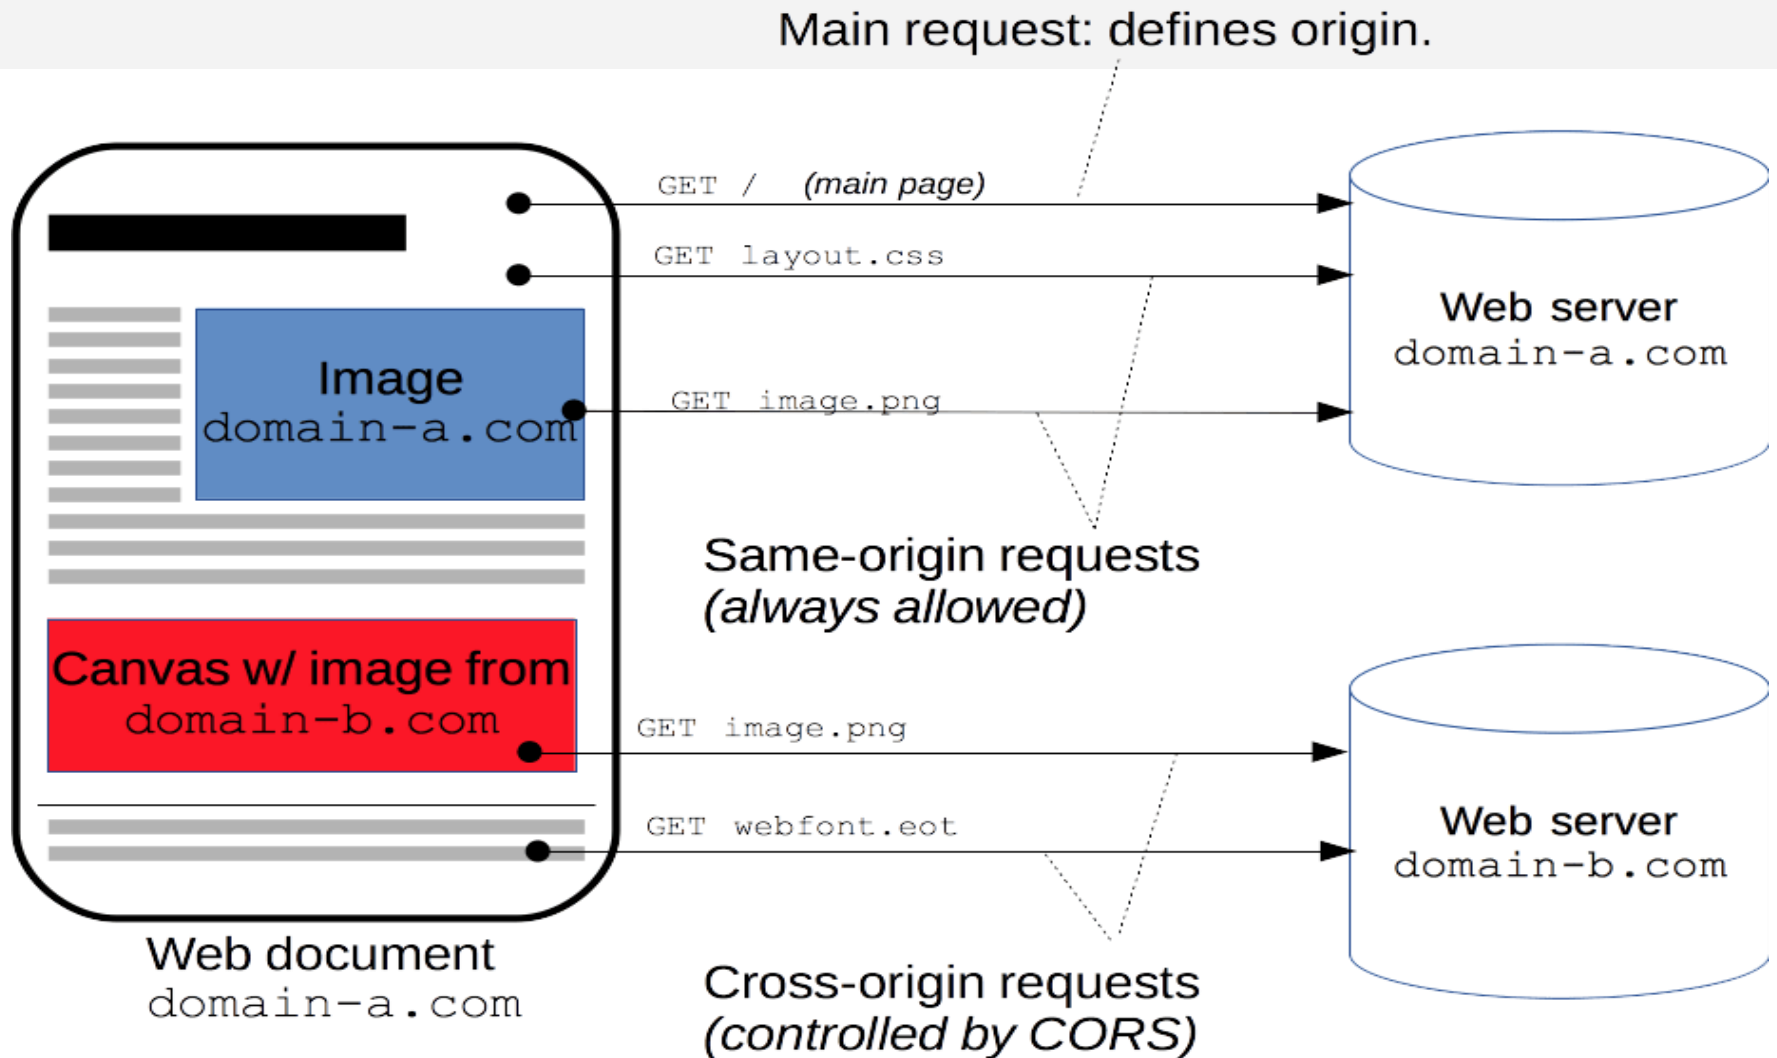 Main request: defines origin.
GET / (main page)
GET layout.css
Web server
domain-a.com
Image
domain-a.com
GET image.png
Same-origin requests
(always allowed)
Canvas w/ image from
domain-b.com
GET image.png
GET webfont.eot
Web server
domain-b.com
Web document
domain-a.com
Cross-origin requests
(controlled by CORS)